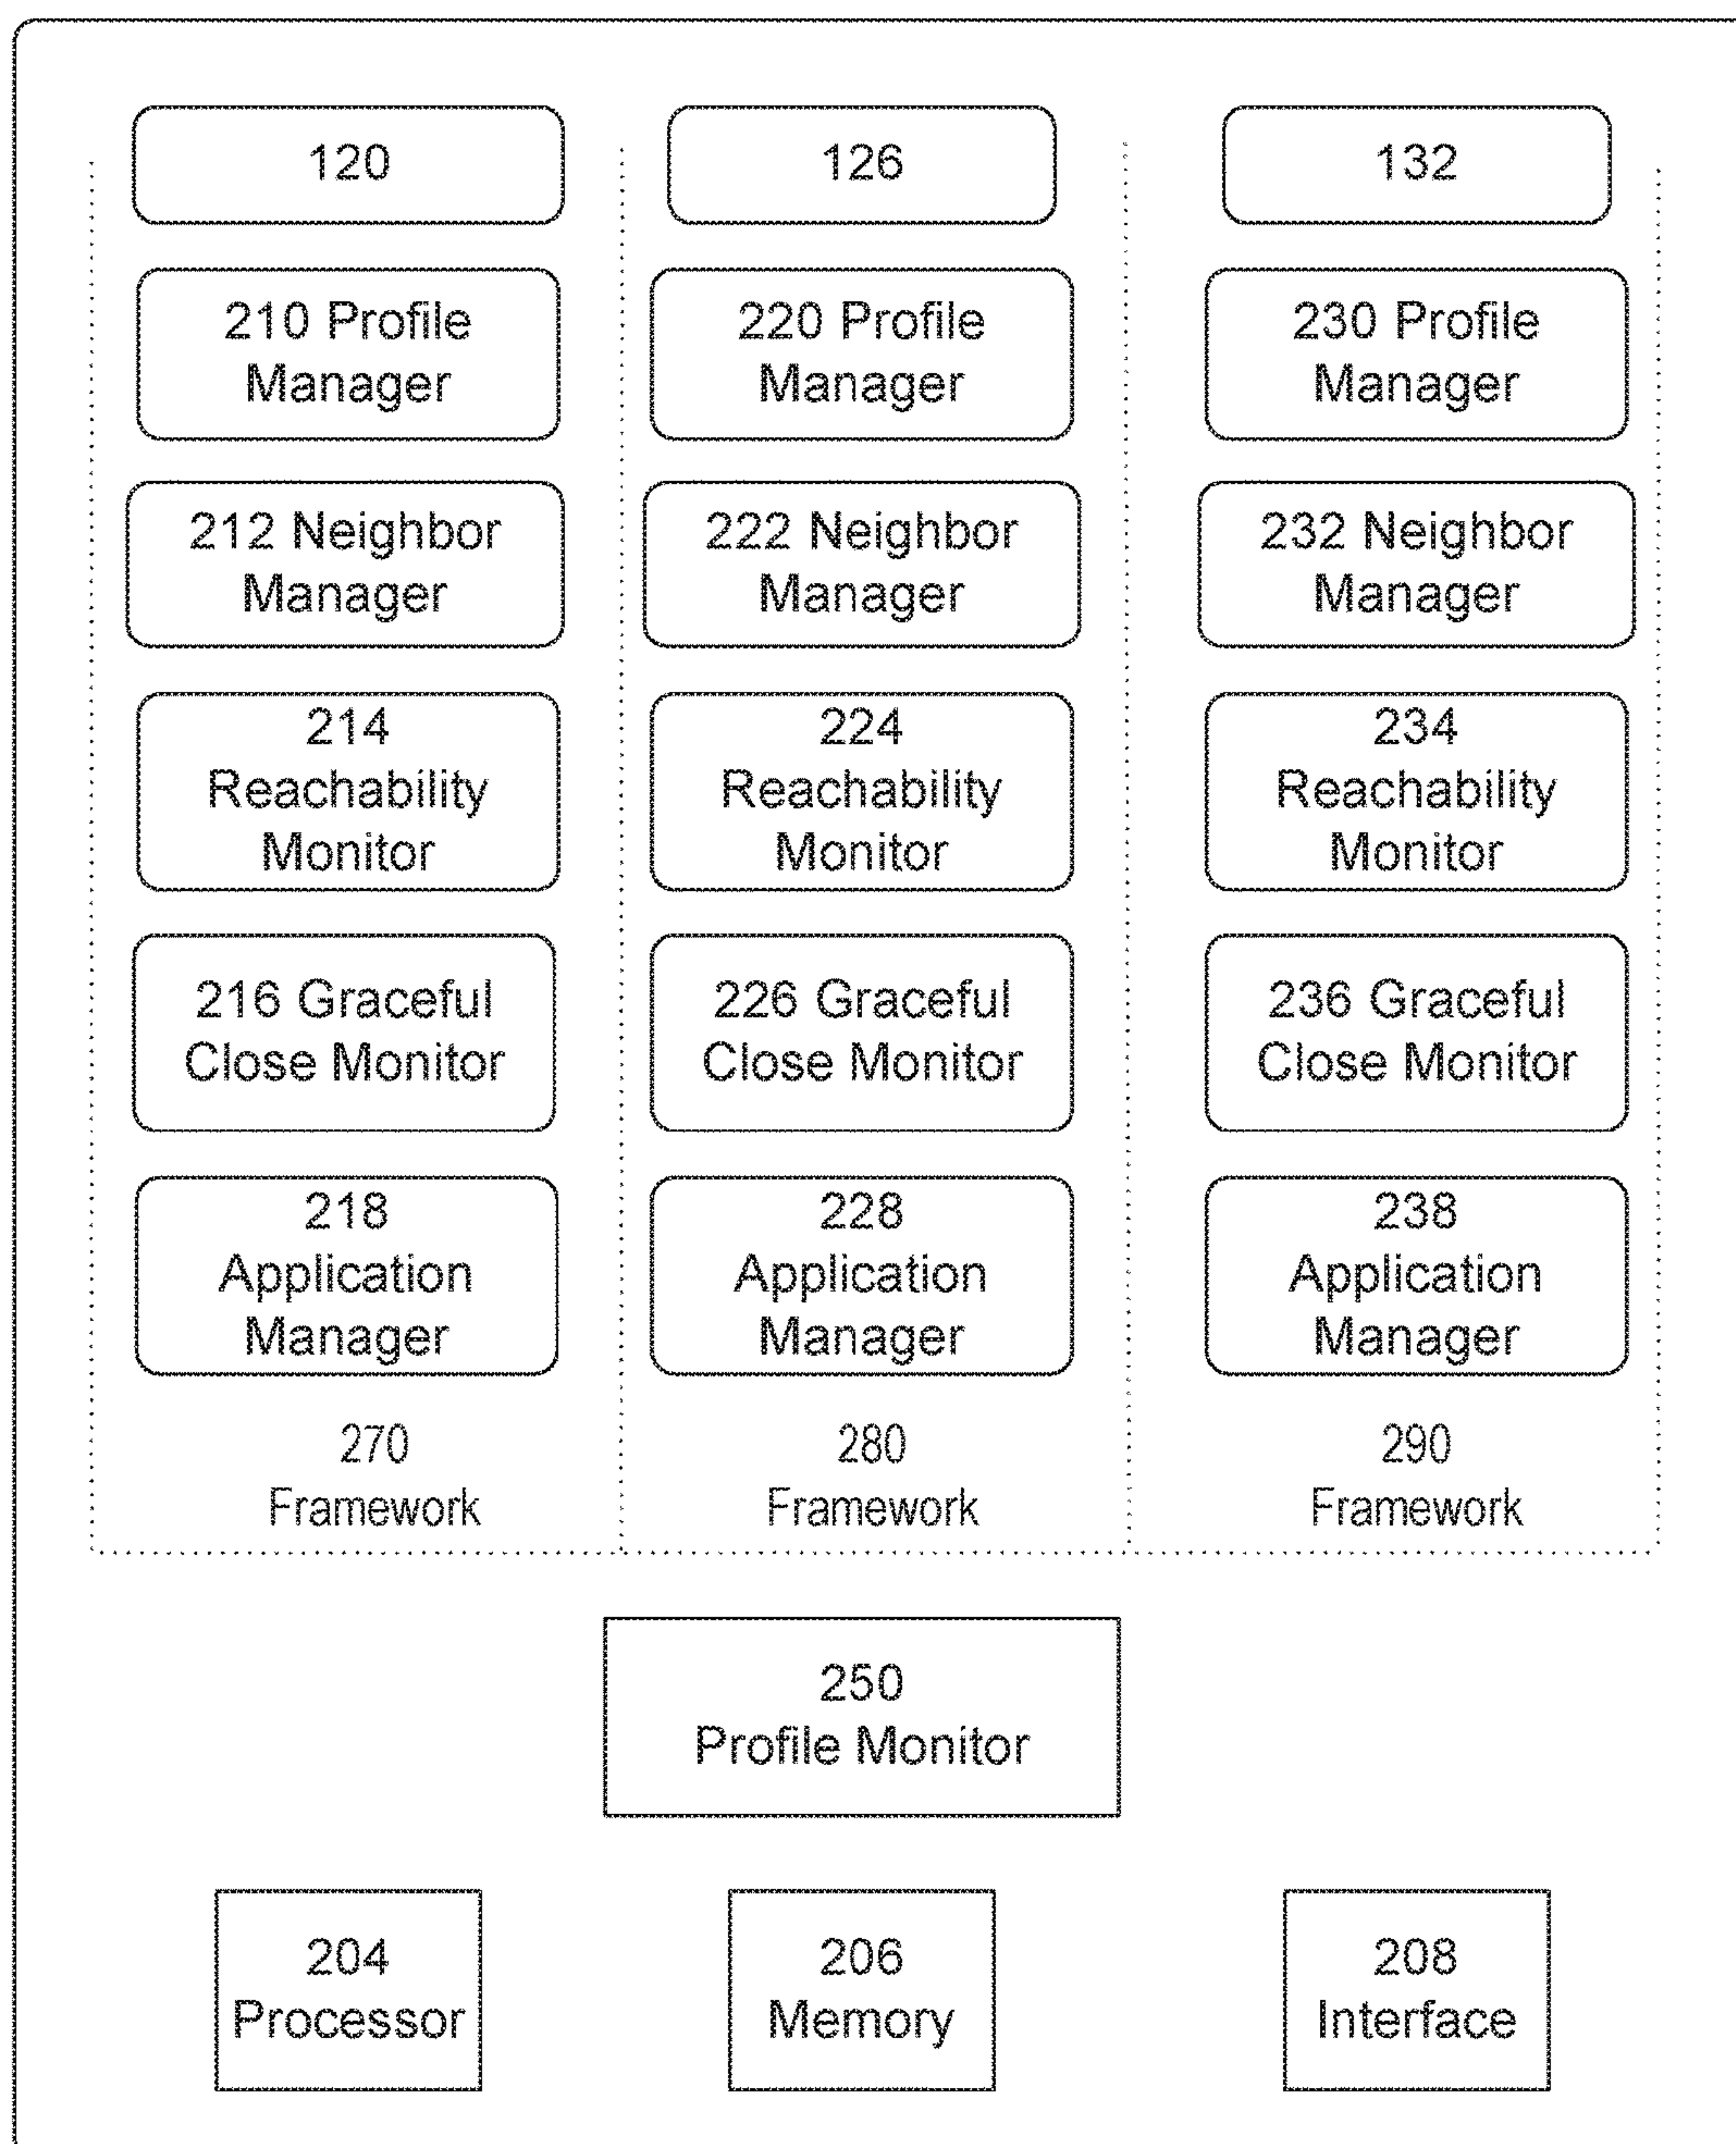 120
126
132
210 Profile
Manager
220 Profile
Manager
230 Profile
Manager
212 Neighbor
Manager
222 Neighbor
Manager
232 Neighbor
Manager
214
Reachability
Monitor
224
Reachability
Monitor
234
Reachability
Monitor
216 Graceful
Close Monitor
226 Graceful
Close Monitor
236 Graceful
Close Monitor
218
Application
Manager
228
Application
Manager
238
Application
Manager
270
Framework
280
Framework
290
Framework
250
Profile Monitor
204
Processor
206
Memory
208
Interface